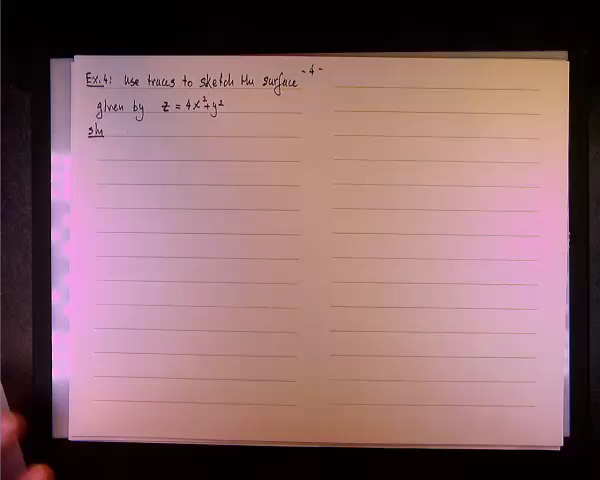 Ex.4: use traces to sketch the surface
- 4 -
given by z = 4x² + y²
sln